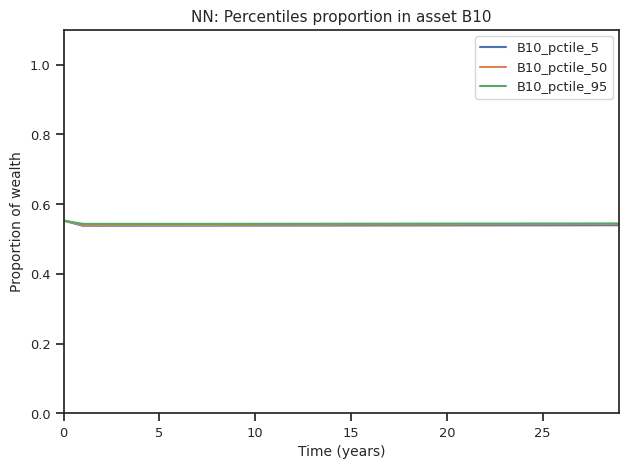 NN: Percentiles proportion in asset B10
B10_pctile_5
B10_pctile_50
B10_pctile_95
Proportion of wealth
1.0
0.8
0.6
0.4
0.2
0.0
0 5 10 15 20 25
Time (years)